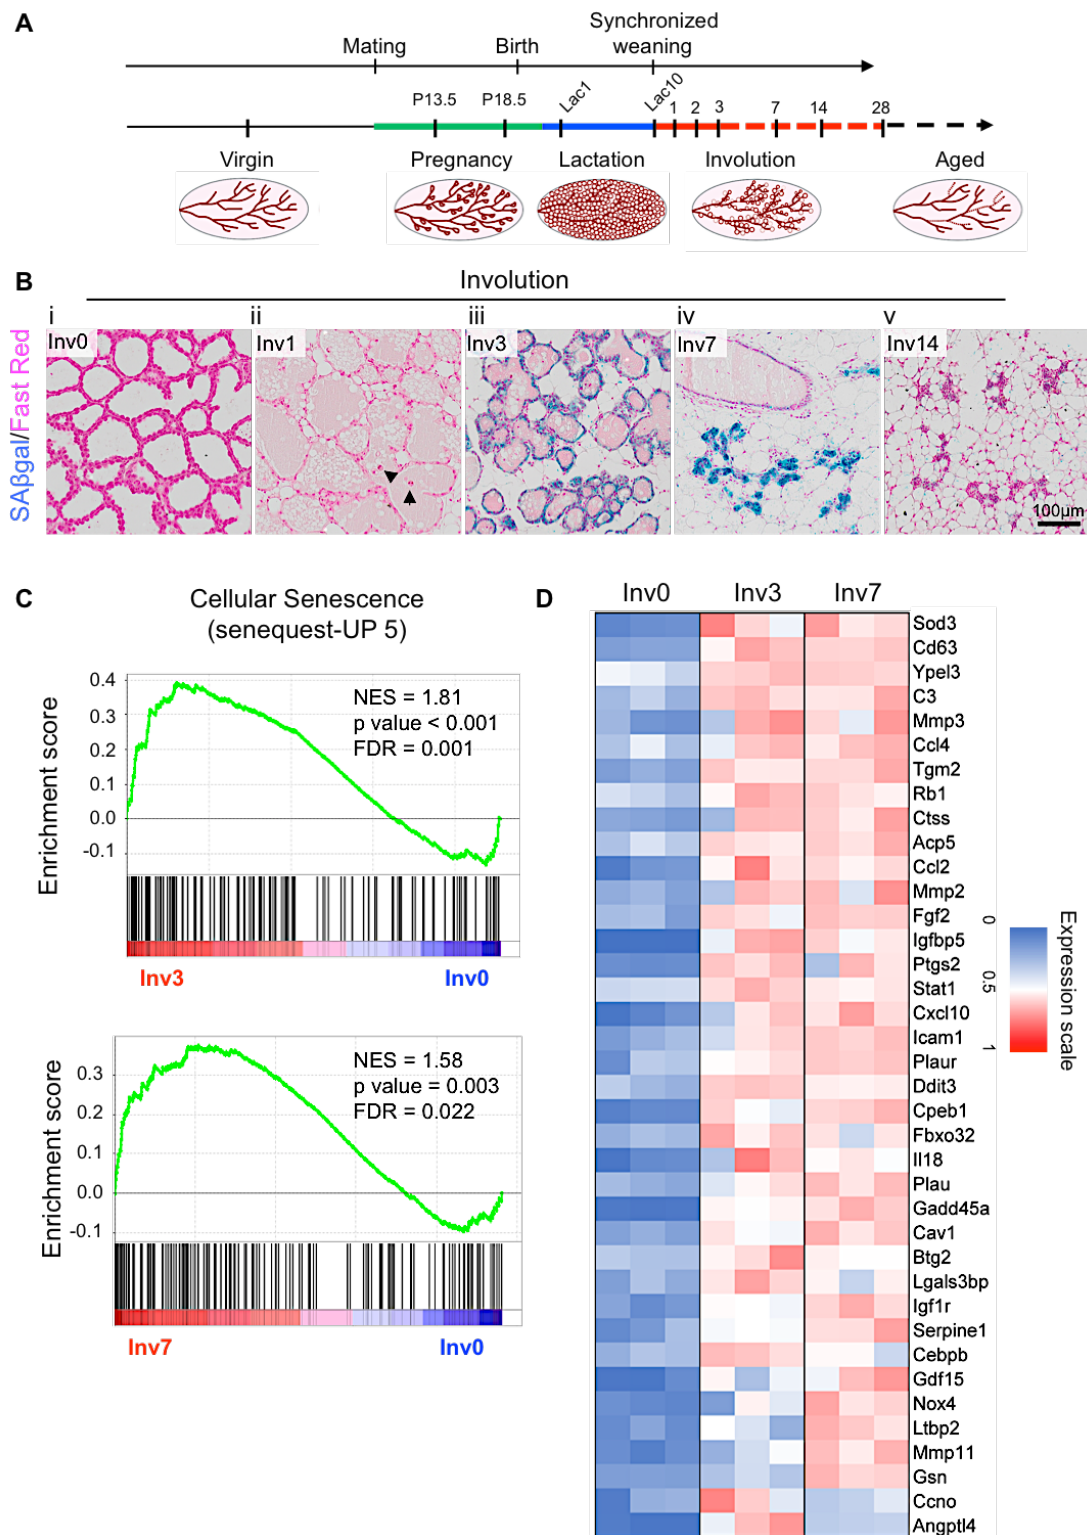 A
Synchronized
Mating
Birth
weaning
P13.5
P18.5
Lac1
Lac10
1
2
3
7
14
28
Virgin
Pregnancy
Lactation
Involution
Aged
B
Involution
i
ii
iii
iv
v
SAβgal/Fast Red
Inv0
Inv1
Inv3
Inv7
Inv14
100μm
C
Cellular Senescence
(senequest-UP 5)
Enrichment score
0.4
0.3
0.2
0.1
0.0
-0.1
NES = 1.81
p value < 0.001
FDR = 0.001
Inv3
Inv0
Enrichment score
0.3
0.2
0.1
0.0
-0.1
NES = 1.58
p value = 0.003
FDR = 0.022
Inv7
Inv0
D
Inv0
Inv3
Inv7
Sod3
Cd63
Ypel3
C3
Mmp3
Ccl4
Tgm2
Rb1
Ctss
Acp5
Ccl2
Mmp2
Fgf2
Igfbp5
Ptgs2
Stat1
Cxcl10
Icam1
Plaur
Ddit3
Cpeb1
Fbxo32
Il18
Plau
Gadd45a
Cav1
Btg2
Lgals3bp
Igf1r
Serpine1
Cebpb
Gdf15
Nox4
Ltbp2
Mmp11
Gsn
Ccno
Angptl4
0
0.5
1
Expression scale